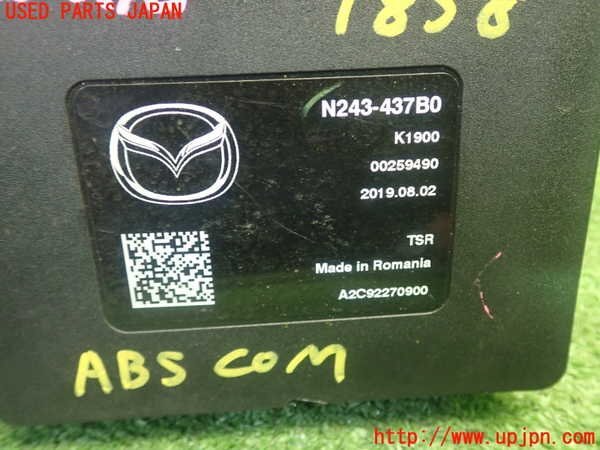 USED PARTS JAPAN
1858
N243-437B0
K1900
00259490
2019.08.02
TSR
Made in Romania
A2C92270900
ABS COM
http://www.upjpn.com